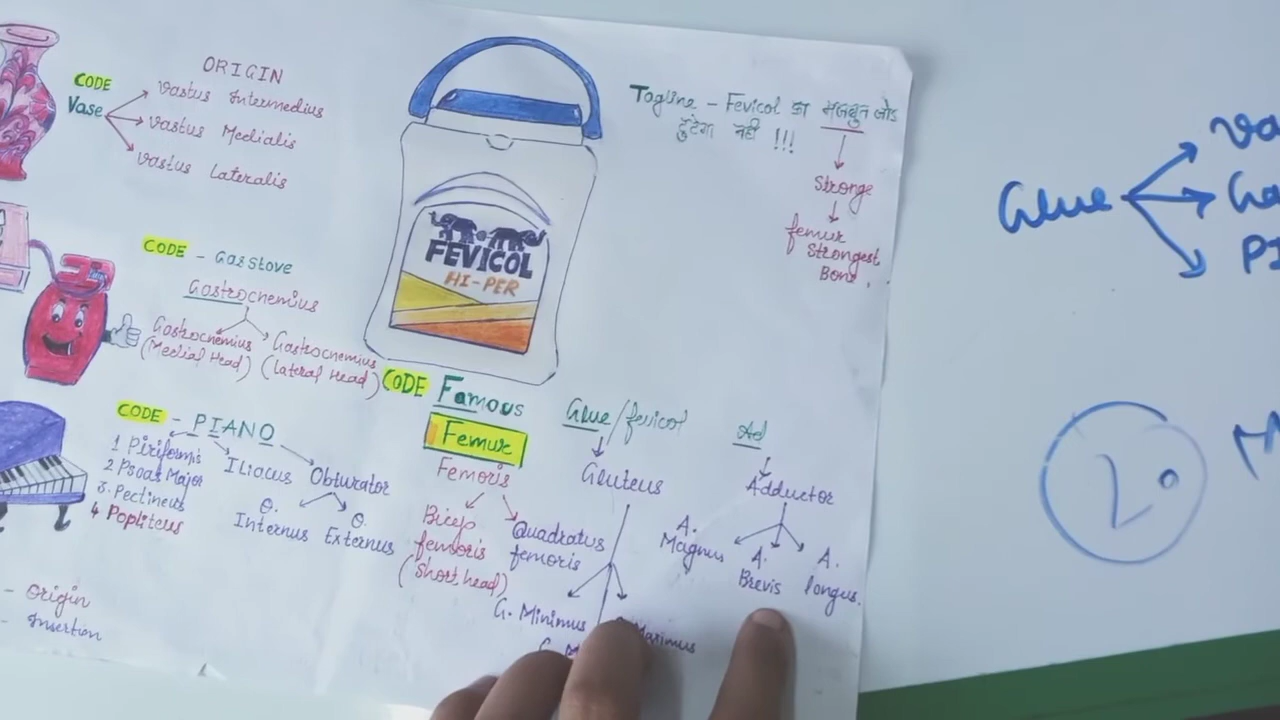 ORIGIN
CODE
Vase
Vastus Intermedius
Vastus Medialis
Vastus Lateralis
CODE - Gas Stove
Gastrocnemius
Gastrocnemius
(Medial Head)
Gastrocnemius
(lateral Head)
CODE - PIANO
1 Piriformis
2 Psoas Major
3. Pectineus
4 Popliteus
Iliacus
Obturator
O.
Internus
O.
Externus
- Origin
- Insertion
FEVICOL
HI-PER
Tagline - Fevicol का मजबुत जोड
टुटेगा नही !!!
Stronge
femur
Strongest
Bone.
CODE Famous
Femur
Femoris
Bicep
femoris
(Short head)
Quadratus
femoris
Glue/fevicol
Gluteus
G. Minimus
Maximus
Ad
Adductor
A.
Magnus
A.
Brevis
A.
longus.
Glue